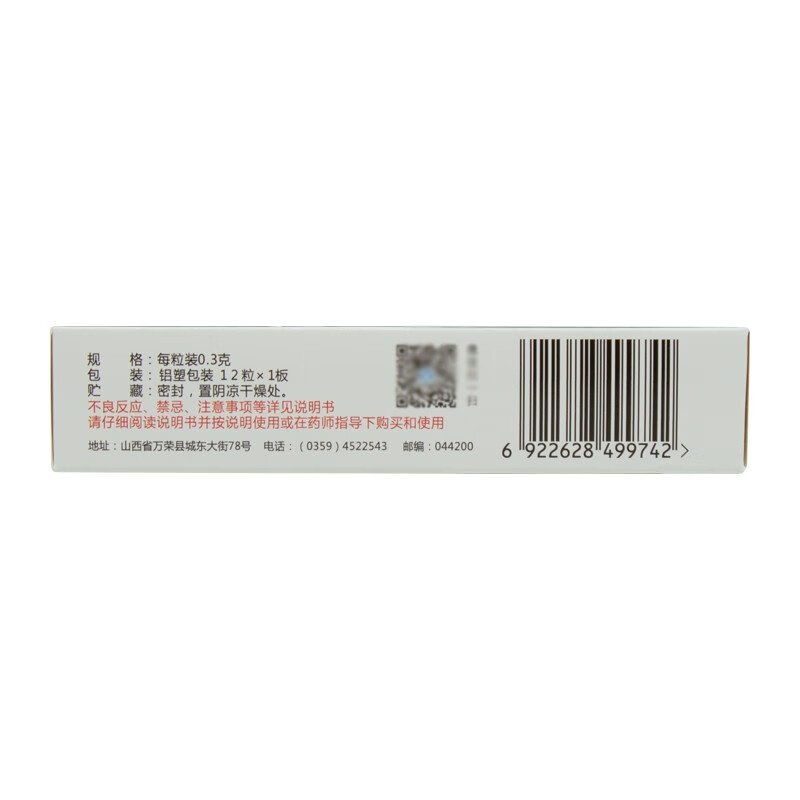 规 格：每粒装0.3克
包 装：铝塑包装 12粒×1板
贮 藏：密封，置阴凉干燥处。
不良反应、禁忌、注意事项等详见说明书
请仔细阅读说明书并按说明使用或在药师指导下购买和使用
地址：山西省万荣县城东大街78号 电话：（0359）4522543 邮编：044200
6 922628 499742 >